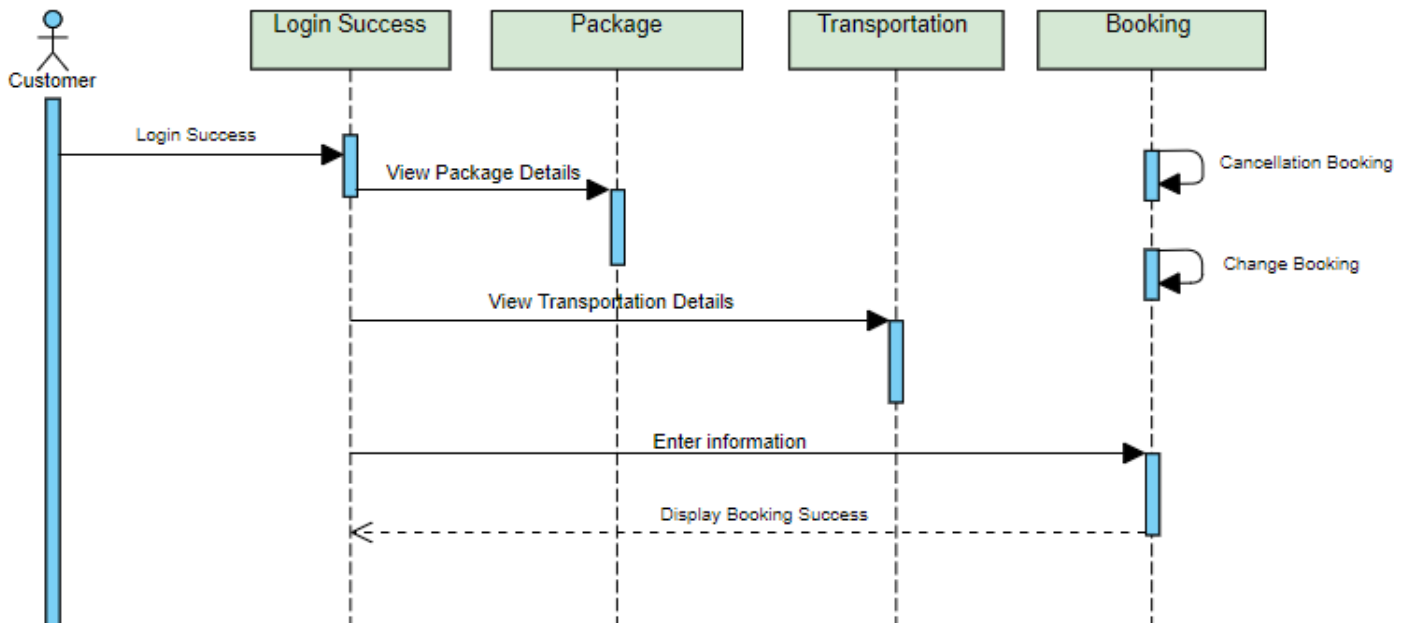 Login Success
Package
Transportation
Booking
Customer
Login Success
Cancellation Booking
View Package Details
Change Booking
View Transportation Details
Enter information
Display Booking Success